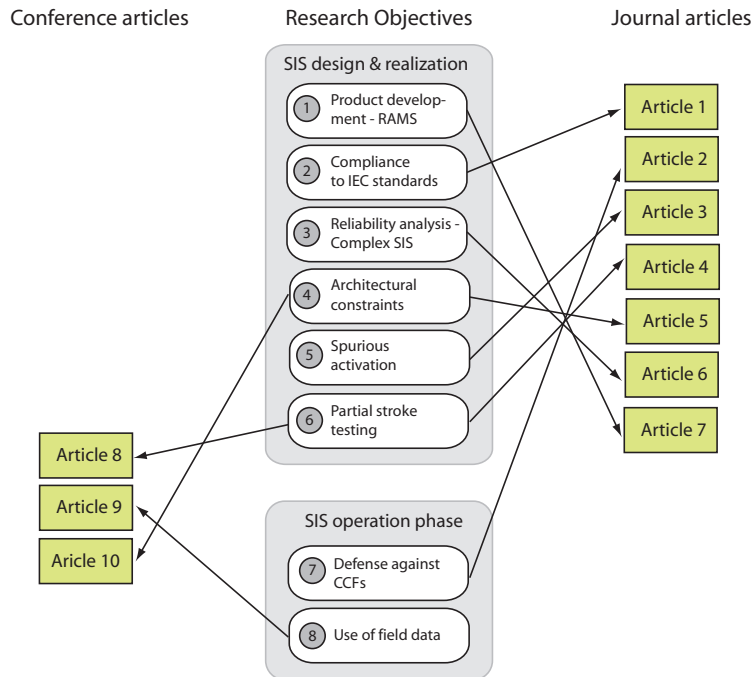 Conference articles
Research Objectives
Journal articles
SIS design & realization
1
Product develop-
ment - RAMS
2
Compliance
to IEC standards
3
Reliability analysis -
Complex SIS
4
Architectural
constraints
5
Spurious
activation
6
Partial stroke
testing
Article 1
Article 2
Article 3
Article 4
Article 5
Article 6
Article 7
Article 8
Article 9
Aricle 10
SIS operation phase
7
Defense against
CCFs
8
Use of field data